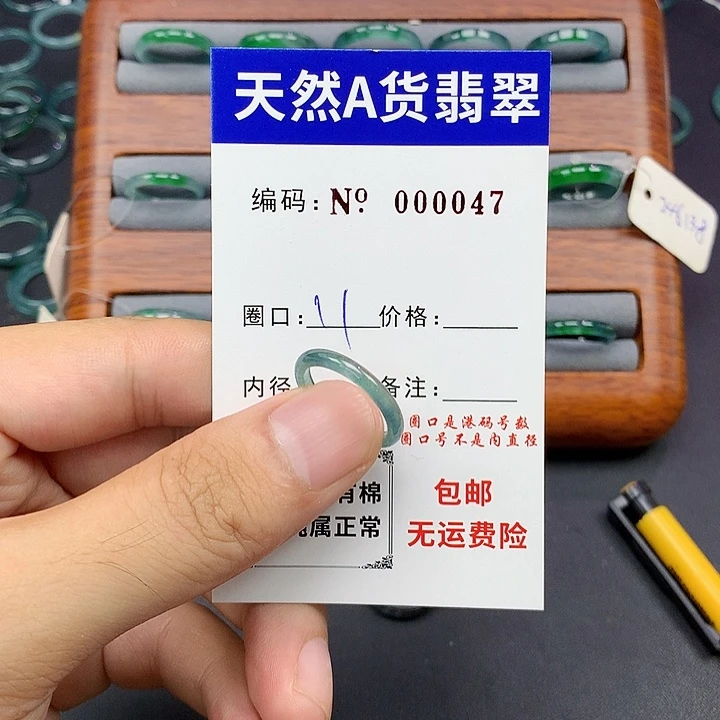 天然A货翡翠
编码：Nº 000047
圈口：11 价格：
内径 备注：
圈口是港码号数
圈口号不是内直径
有棉
属正常
包邮
无运费险